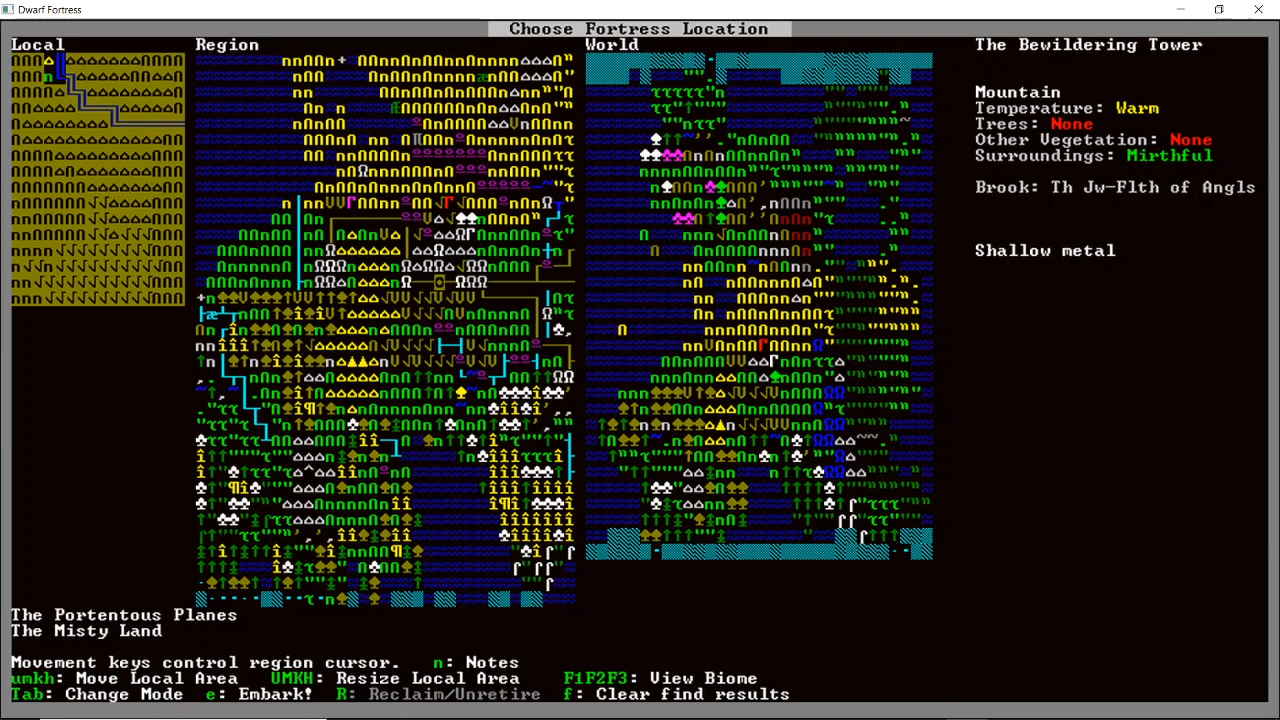 Dwarf Fortress
Choose Fortress Location
Local
Region
World
The Bewildering Tower
Mountain
Temperature: Warm
Trees: None
Other Vegetation: None
Surroundings: Mirthful
Brook: Th Jw-Flth of Angls
Shallow metal
The Portentous Planes
The Misty Land
Movement keys control region cursor. n: Notes
umkh: Move Local Area UMKH: Resize Local Area F1F2F3: View Biome
Tab: Change Mode e: Embark! R: Reclaim/Unretire f: Clear find results